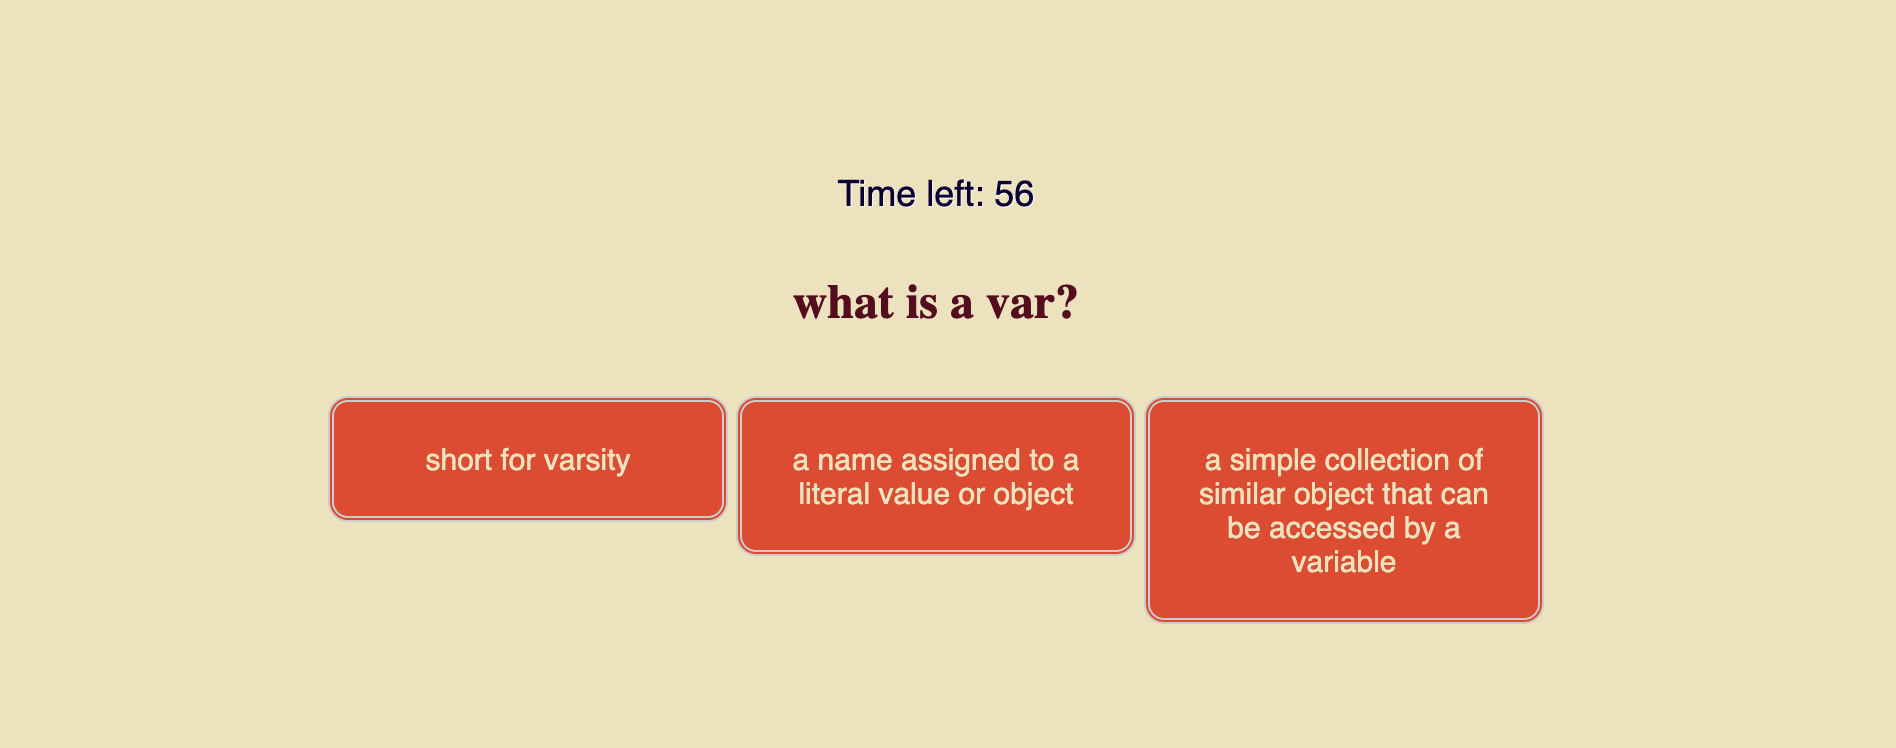 Time left: 56
what is a var?
short for varsity
a name assigned to a
literal value or object
a simple collection of
similar object that can
be accessed by a
variable